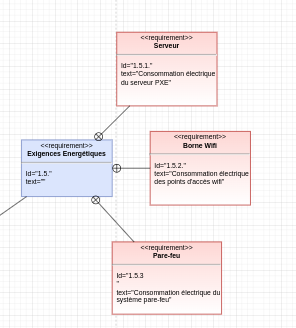 <<requirement>>
Serveur
Id="1.5.1."
text="Consommation électrique
du serveur PXE"
<<requirement>>
Exigences Energétiques
Id="1.5."
text=""
<<requirement>>
Borne Wifi
Id="1.5.2."
text="Consommation électrique
des points d'accès wifi"
<<requirement>>
Pare-feu
Id="1.5.3
"
text="Consommation électrique du
système pare-feu"